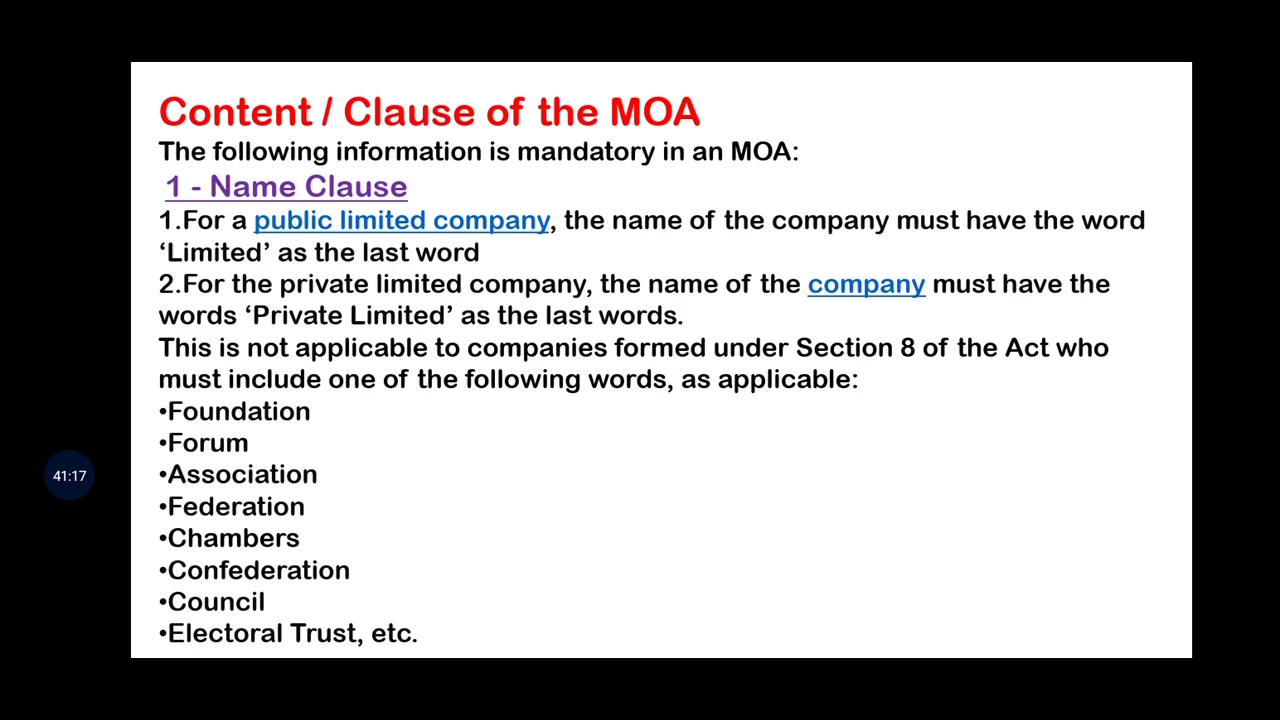 Content / Clause of the MOA
The following information is mandatory in an MOA:
1 - Name Clause
1.For a public limited company, the name of the company must have the word
‘Limited’ as the last word
2.For the private limited company, the name of the company must have the
words ‘Private Limited’ as the last words.
This is not applicable to companies formed under Section 8 of the Act who
must include one of the following words, as applicable:
•Foundation
•Forum
•Association
41:17
•Federation
•Chambers
•Confederation
•Council
•Electoral Trust, etc.